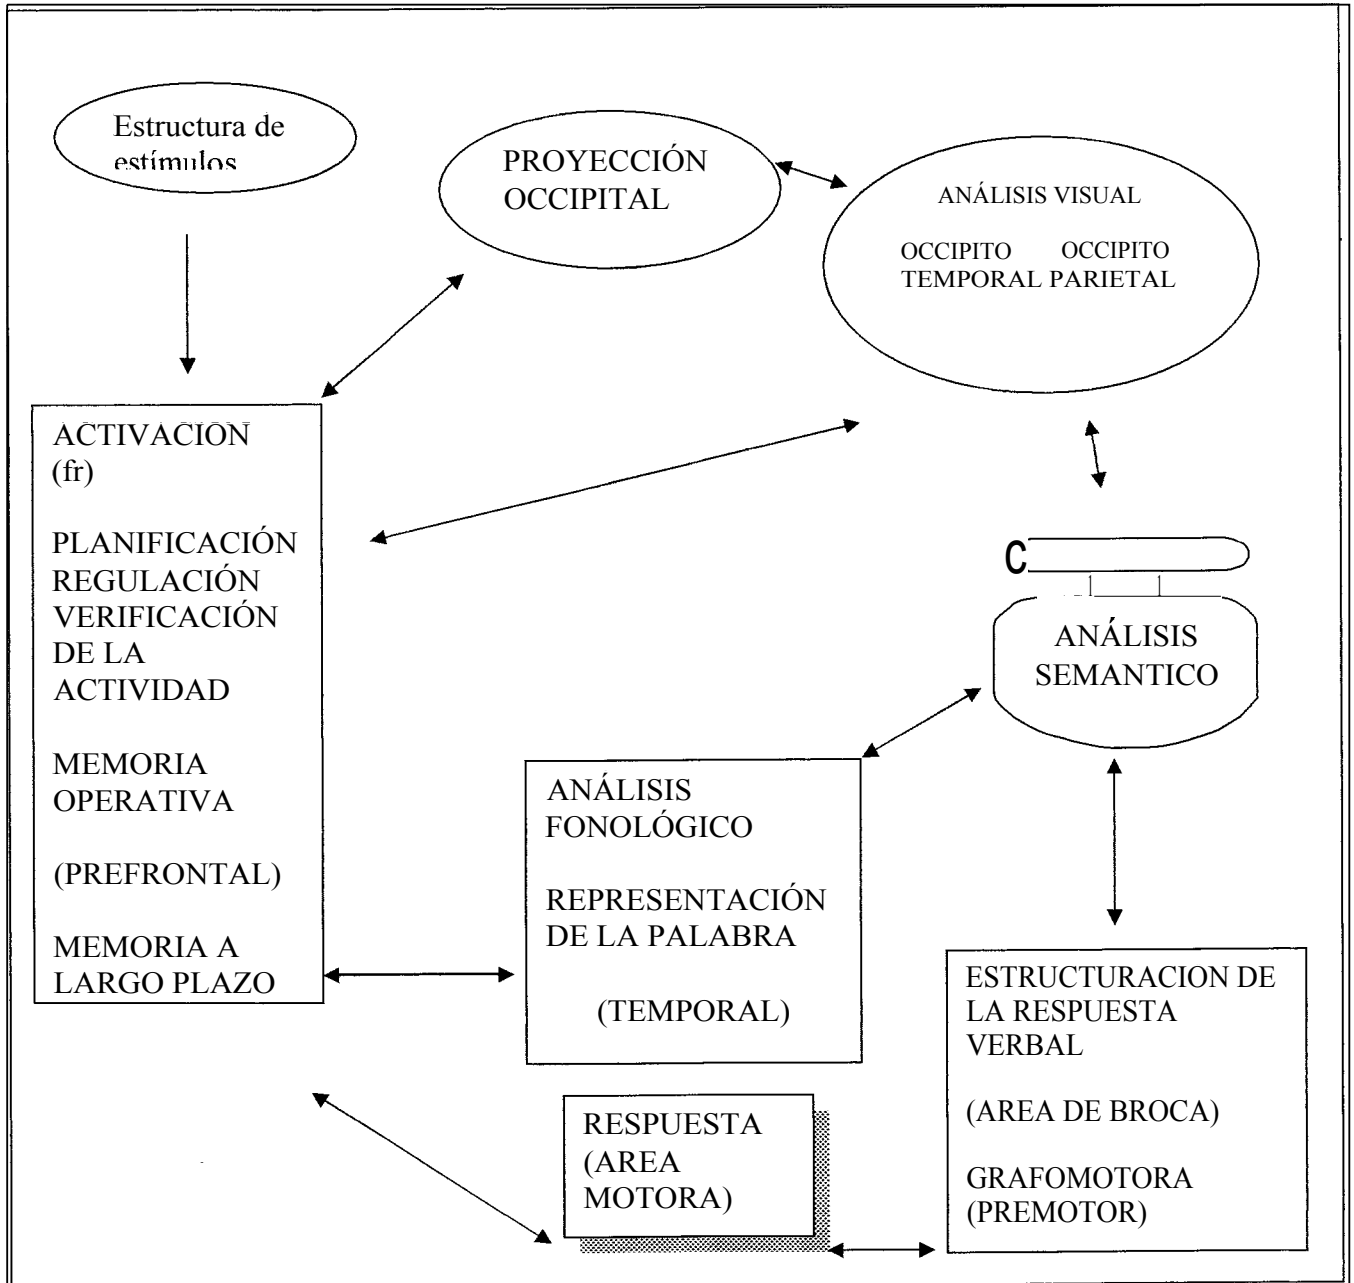 Estructura de
estímulos
PROYECCIÓN
OCCIPITAL
ANÁLISIS VISUAL
OCCIPITO OCCIPITO
TEMPORAL PARIETAL
ACTIVACION
(fr)
PLANIFICACIÓN
REGULACIÓN
VERIFICACIÓN
DE LA
ACTIVIDAD
MEMORIA
OPERATIVA
(PREFRONTAL)
MEMORIA A
LARGO PLAZO
C
ANÁLISIS
SEMANTICO
ANÁLISIS
FONOLÓGICO
REPRESENTACIÓN
DE LA PALABRA
(TEMPORAL)
ESTRUCTURACION DE
LA RESPUESTA
VERBAL
(AREA DE BROCA)
GRAFOMOTORA
(PREMOTOR)
RESPUESTA
(AREA
MOTORA)